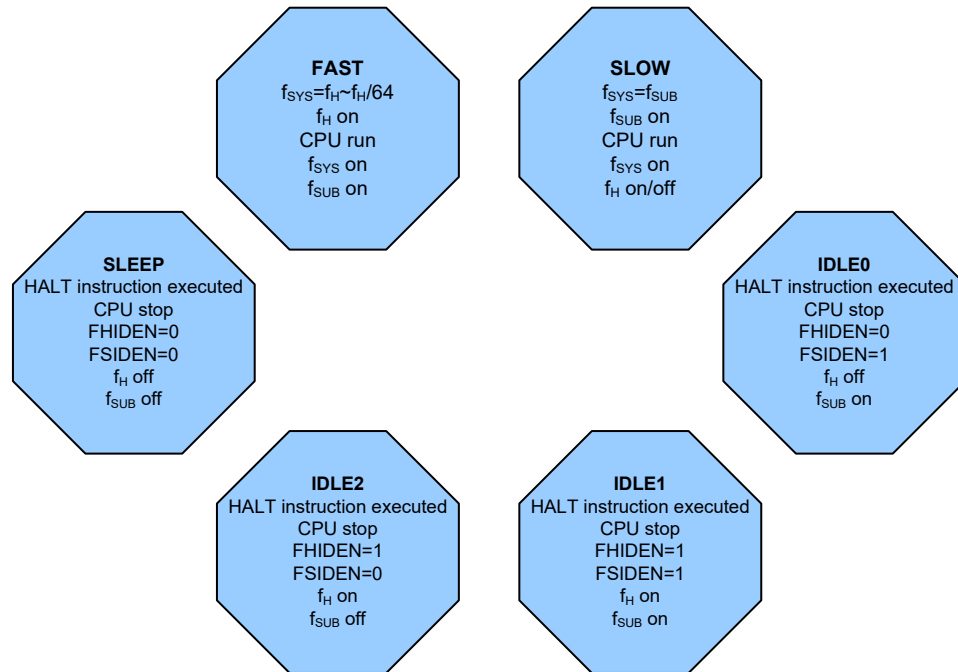 FAST
fSYS=fH~fH/64
fH on
CPU run
fSYS on
fSUB on
SLOW
fSYS=fSUB
fSUB on
CPU run
fSYS on
fH on/off
SLEEP
HALT instruction executed
CPU stop
FHIDEN=0
FSIDEN=0
fH off
fSUB off
IDLE0
HALT instruction executed
CPU stop
FHIDEN=0
FSIDEN=1
fH off
fSUB on
IDLE2
HALT instruction executed
CPU stop
FHIDEN=1
FSIDEN=0
fH on
fSUB off
IDLE1
HALT instruction executed
CPU stop
FHIDEN=1
FSIDEN=1
fH on
fSUB on